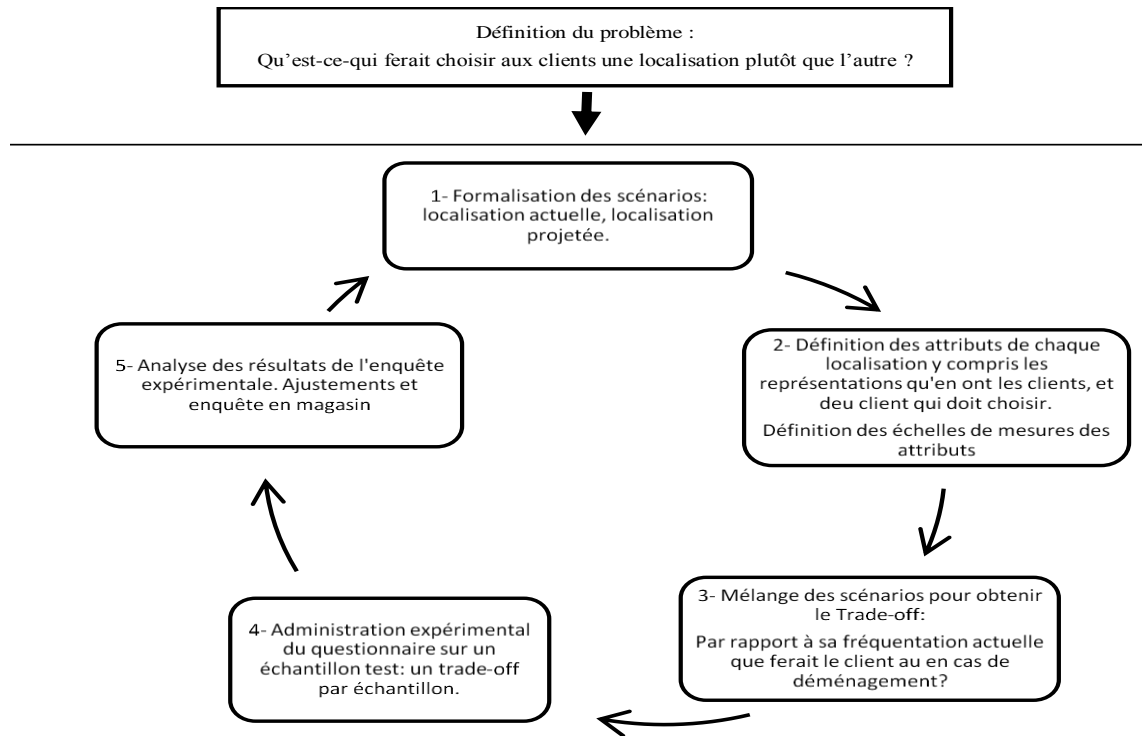 Définition du problème :
Qu'est-ce-qui ferait choisir aux clients une localisation plutôt que l'autre ?
1- Formalisation des scénarios:
localisation actuelle, localisation
projetée.
2- Définition des attributs de chaque
localisation y compris les
représentations qu'en ont les clients, et
deu client qui doit choisir.
Définition des échelles de mesures des
attributs
3- Mélange des scénarios pour obtenir
le Trade-off:
Par rapport à sa fréquentation actuelle
que ferait le client au en cas de
déménagement?
4- Administration expérimental
du questionnaire sur un
échantillon test: un trade-off
par échantillon.
5- Analyse des résultats de l'enquête
expérimentale. Ajustements et
enquête en magasin